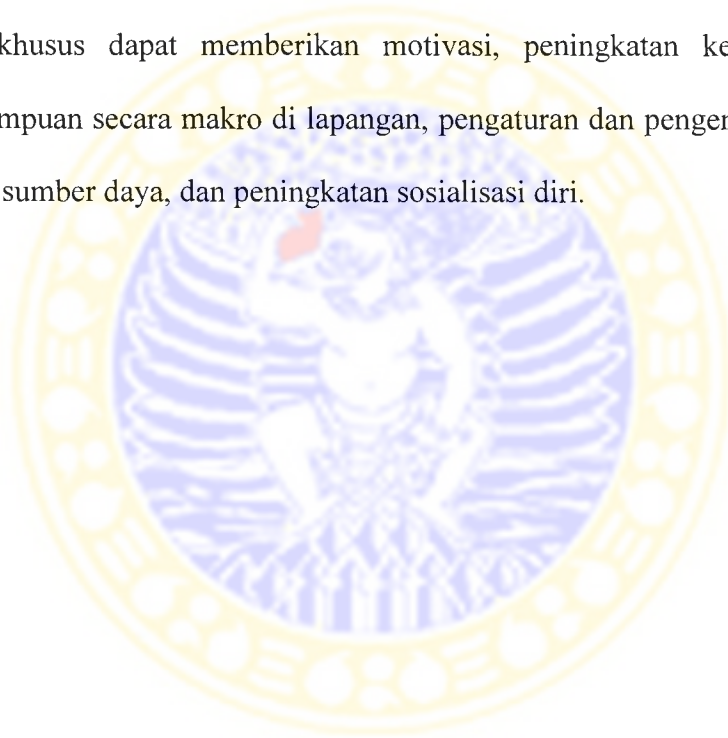 khusus dapat memberikan motivasi, peningkatan ke
mpuan secara makro di lapangan, pengaturan dan penger
sumber daya, dan peningkatan sosialisasi diri.